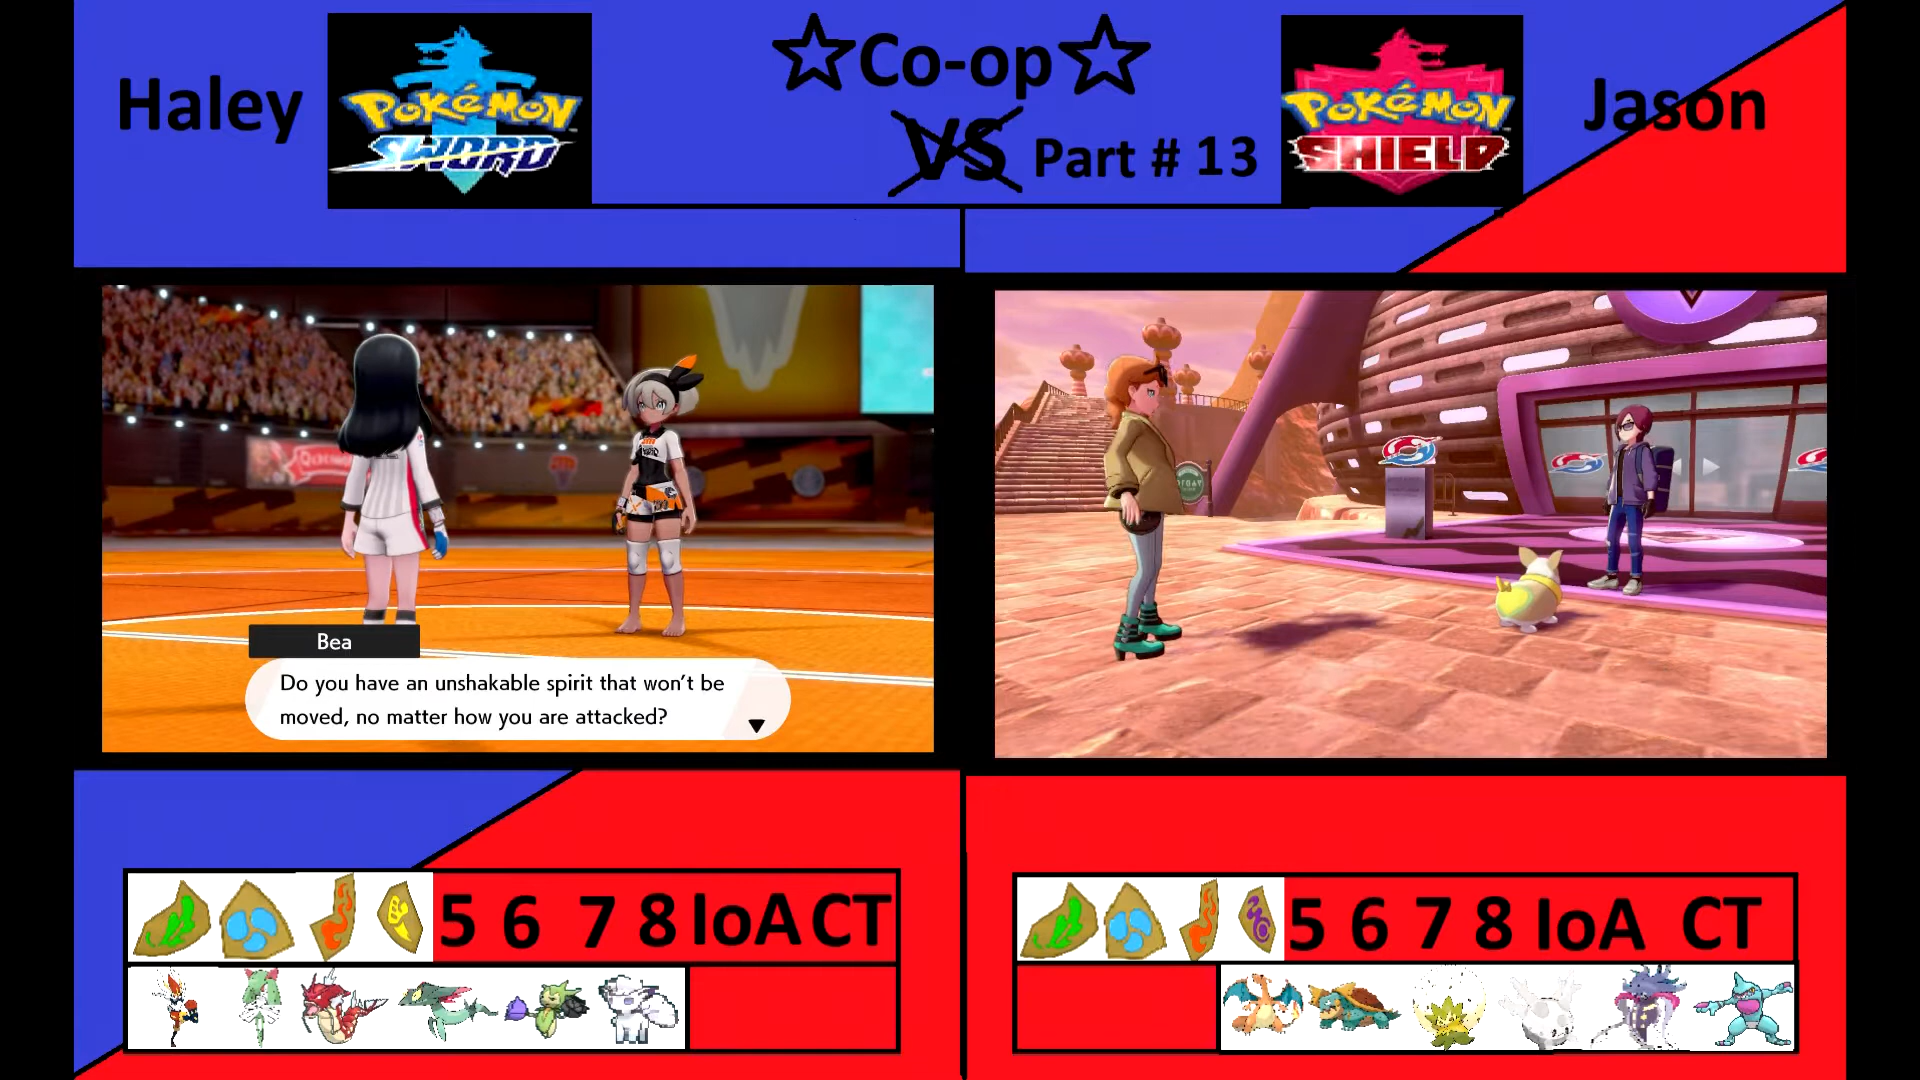 Haley
POKÉMON
SWORD
Co-op
VS Part # 13
POKÉMON
SHIELD
Jason
Bea
Do you have an unshakable spirit that won't be
moved, no matter how you are attacked?
5 6 7 8 IoA CT
5 6 7 8 IoA CT